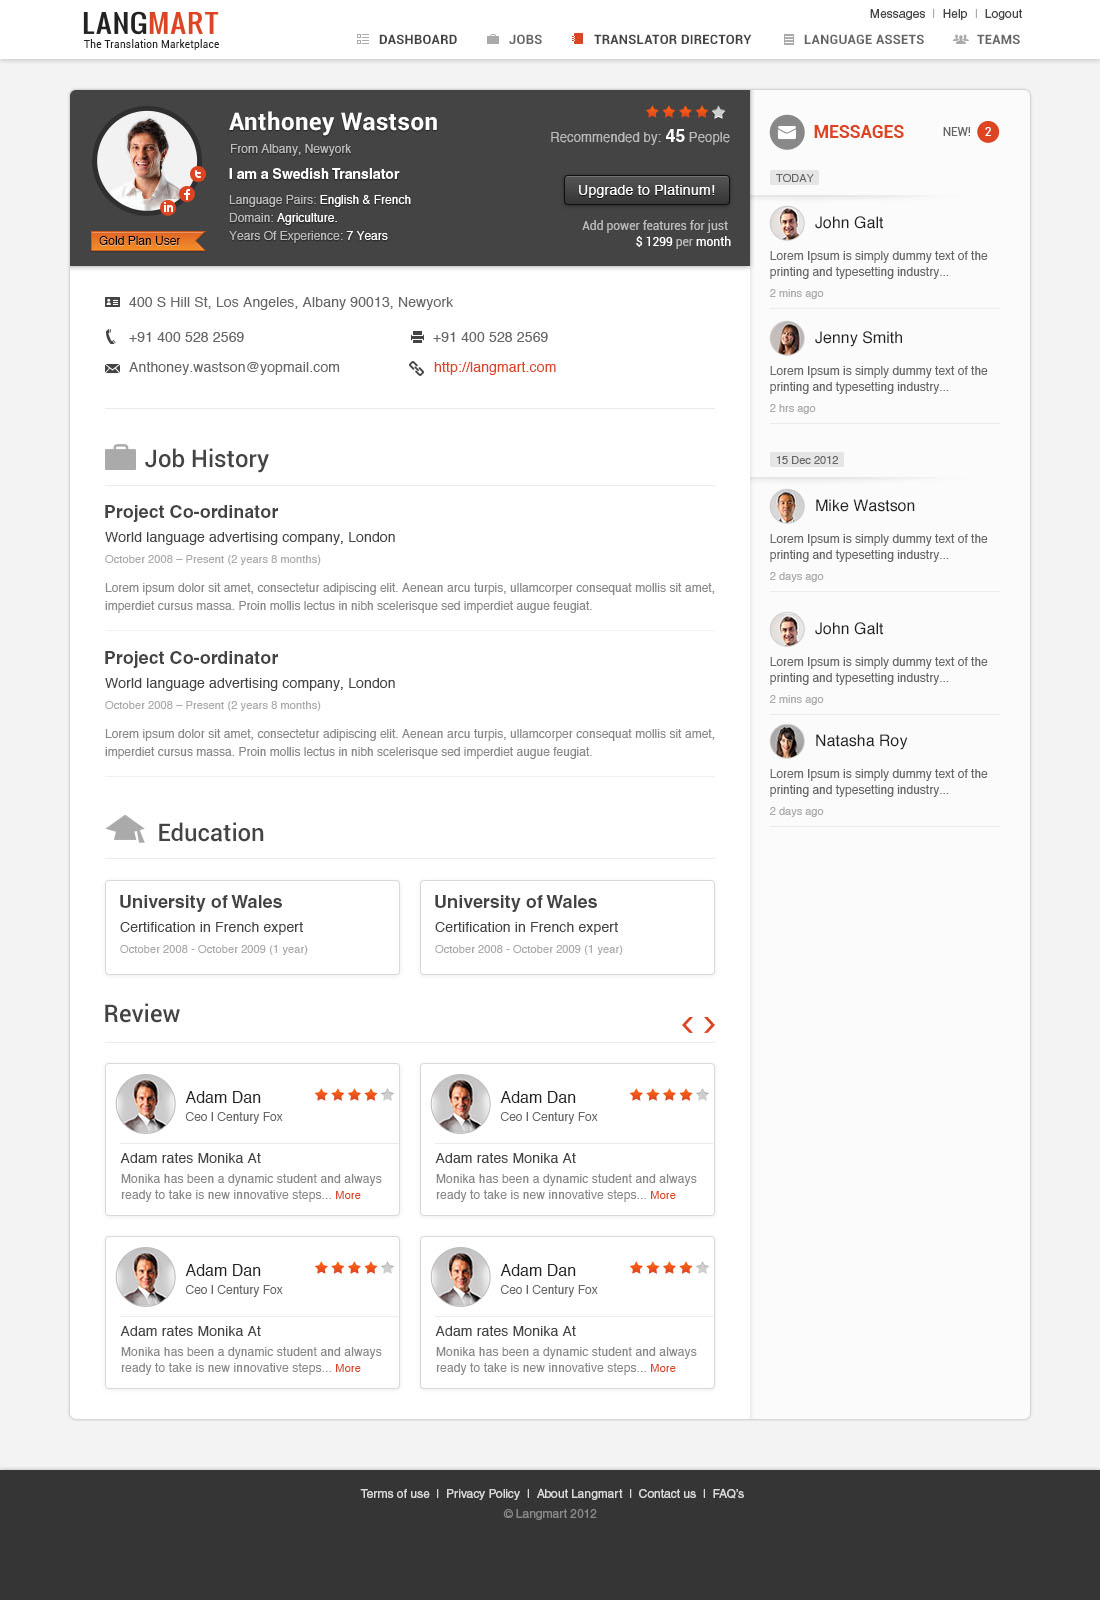 LANGMART
The Translation Marketplace
Messages | Help | Logout
DASHBOARD JOBS TRANSLATOR DIRECTORY LANGUAGE ASSETS TEAMS
Anthoney Wastson
From Albany, Newyork
I am a Swedish Translator
Language Pairs: English & French
Domain: Agriculture.
Years Of Experience: 7 Years
Gold Plan User
Recommended by: 45 People
Upgrade to Platinum!
Add power features for just
$ 1299 per month
400 S Hill St, Los Angeles, Albany 90013, Newyork
+91 400 528 2569
+91 400 528 2569
Anthoney.wastson@yopmail.com
http://langmart.com
Job History
Project Co-ordinator
World language advertising company, London
October 2008 – Present (2 years 8 months)
Lorem ipsum dolor sit amet, consectetur adipiscing elit. Aenean arcu turpis, ullamcorper consequat mollis sit amet,
imperdiet cursus massa. Proin mollis lectus in nibh scelerisque sed imperdiet augue feugiat.
Project Co-ordinator
World language advertising company, London
October 2008 – Present (2 years 8 months)
Lorem ipsum dolor sit amet, consectetur adipiscing elit. Aenean arcu turpis, ullamcorper consequat mollis sit amet,
imperdiet cursus massa. Proin mollis lectus in nibh scelerisque sed imperdiet augue feugiat.
Education
University of Wales
Certification in French expert
October 2008 - October 2009 (1 year)
University of Wales
Certification in French expert
October 2008 - October 2009 (1 year)
Review
Adam Dan
Ceo I Century Fox
Adam rates Monika At
Monika has been a dynamic student and always
ready to take is new innovative steps... More
Adam Dan
Ceo I Century Fox
Adam rates Monika At
Monika has been a dynamic student and always
ready to take is new innovative steps... More
Adam Dan
Ceo I Century Fox
Adam rates Monika At
Monika has been a dynamic student and always
ready to take is new innovative steps... More
Adam Dan
Ceo I Century Fox
Adam rates Monika At
Monika has been a dynamic student and always
ready to take is new innovative steps... More
MESSAGES NEW! 2
TODAY
John Galt
Lorem Ipsum is simply dummy text of the
printing and typesetting industry...
2 mins ago
Jenny Smith
Lorem Ipsum is simply dummy text of the
printing and typesetting industry...
2 hrs ago
15 Dec 2012
Mike Wastson
Lorem Ipsum is simply dummy text of the
printing and typesetting industry...
2 days ago
John Galt
Lorem Ipsum is simply dummy text of the
printing and typesetting industry...
2 mins ago
Natasha Roy
Lorem Ipsum is simply dummy text of the
printing and typesetting industry...
2 days ago
Terms of use | Privacy Policy | About Langmart | Contact us | FAQ's
© Langmart 2012